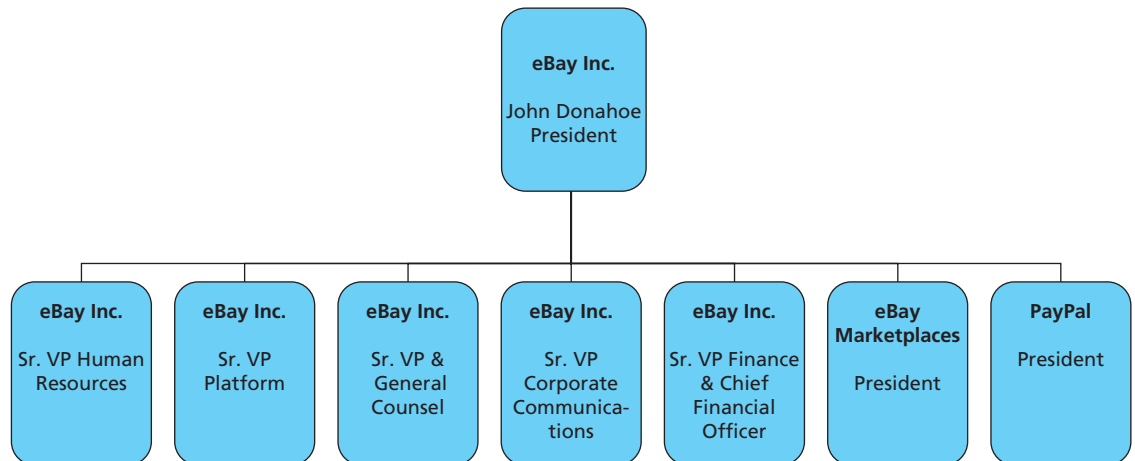 eBay Inc.
John Donahoe
President
eBay Inc.
Sr. VP Human
Resources
eBay Inc.
Sr. VP
Platform
eBay Inc.
Sr. VP &
General
Counsel
eBay Inc.
Sr. VP
Corporate
Communica-
tions
eBay Inc.
Sr. VP Finance
& Chief
Financial
Officer
eBay
Marketplaces
President
PayPal
President